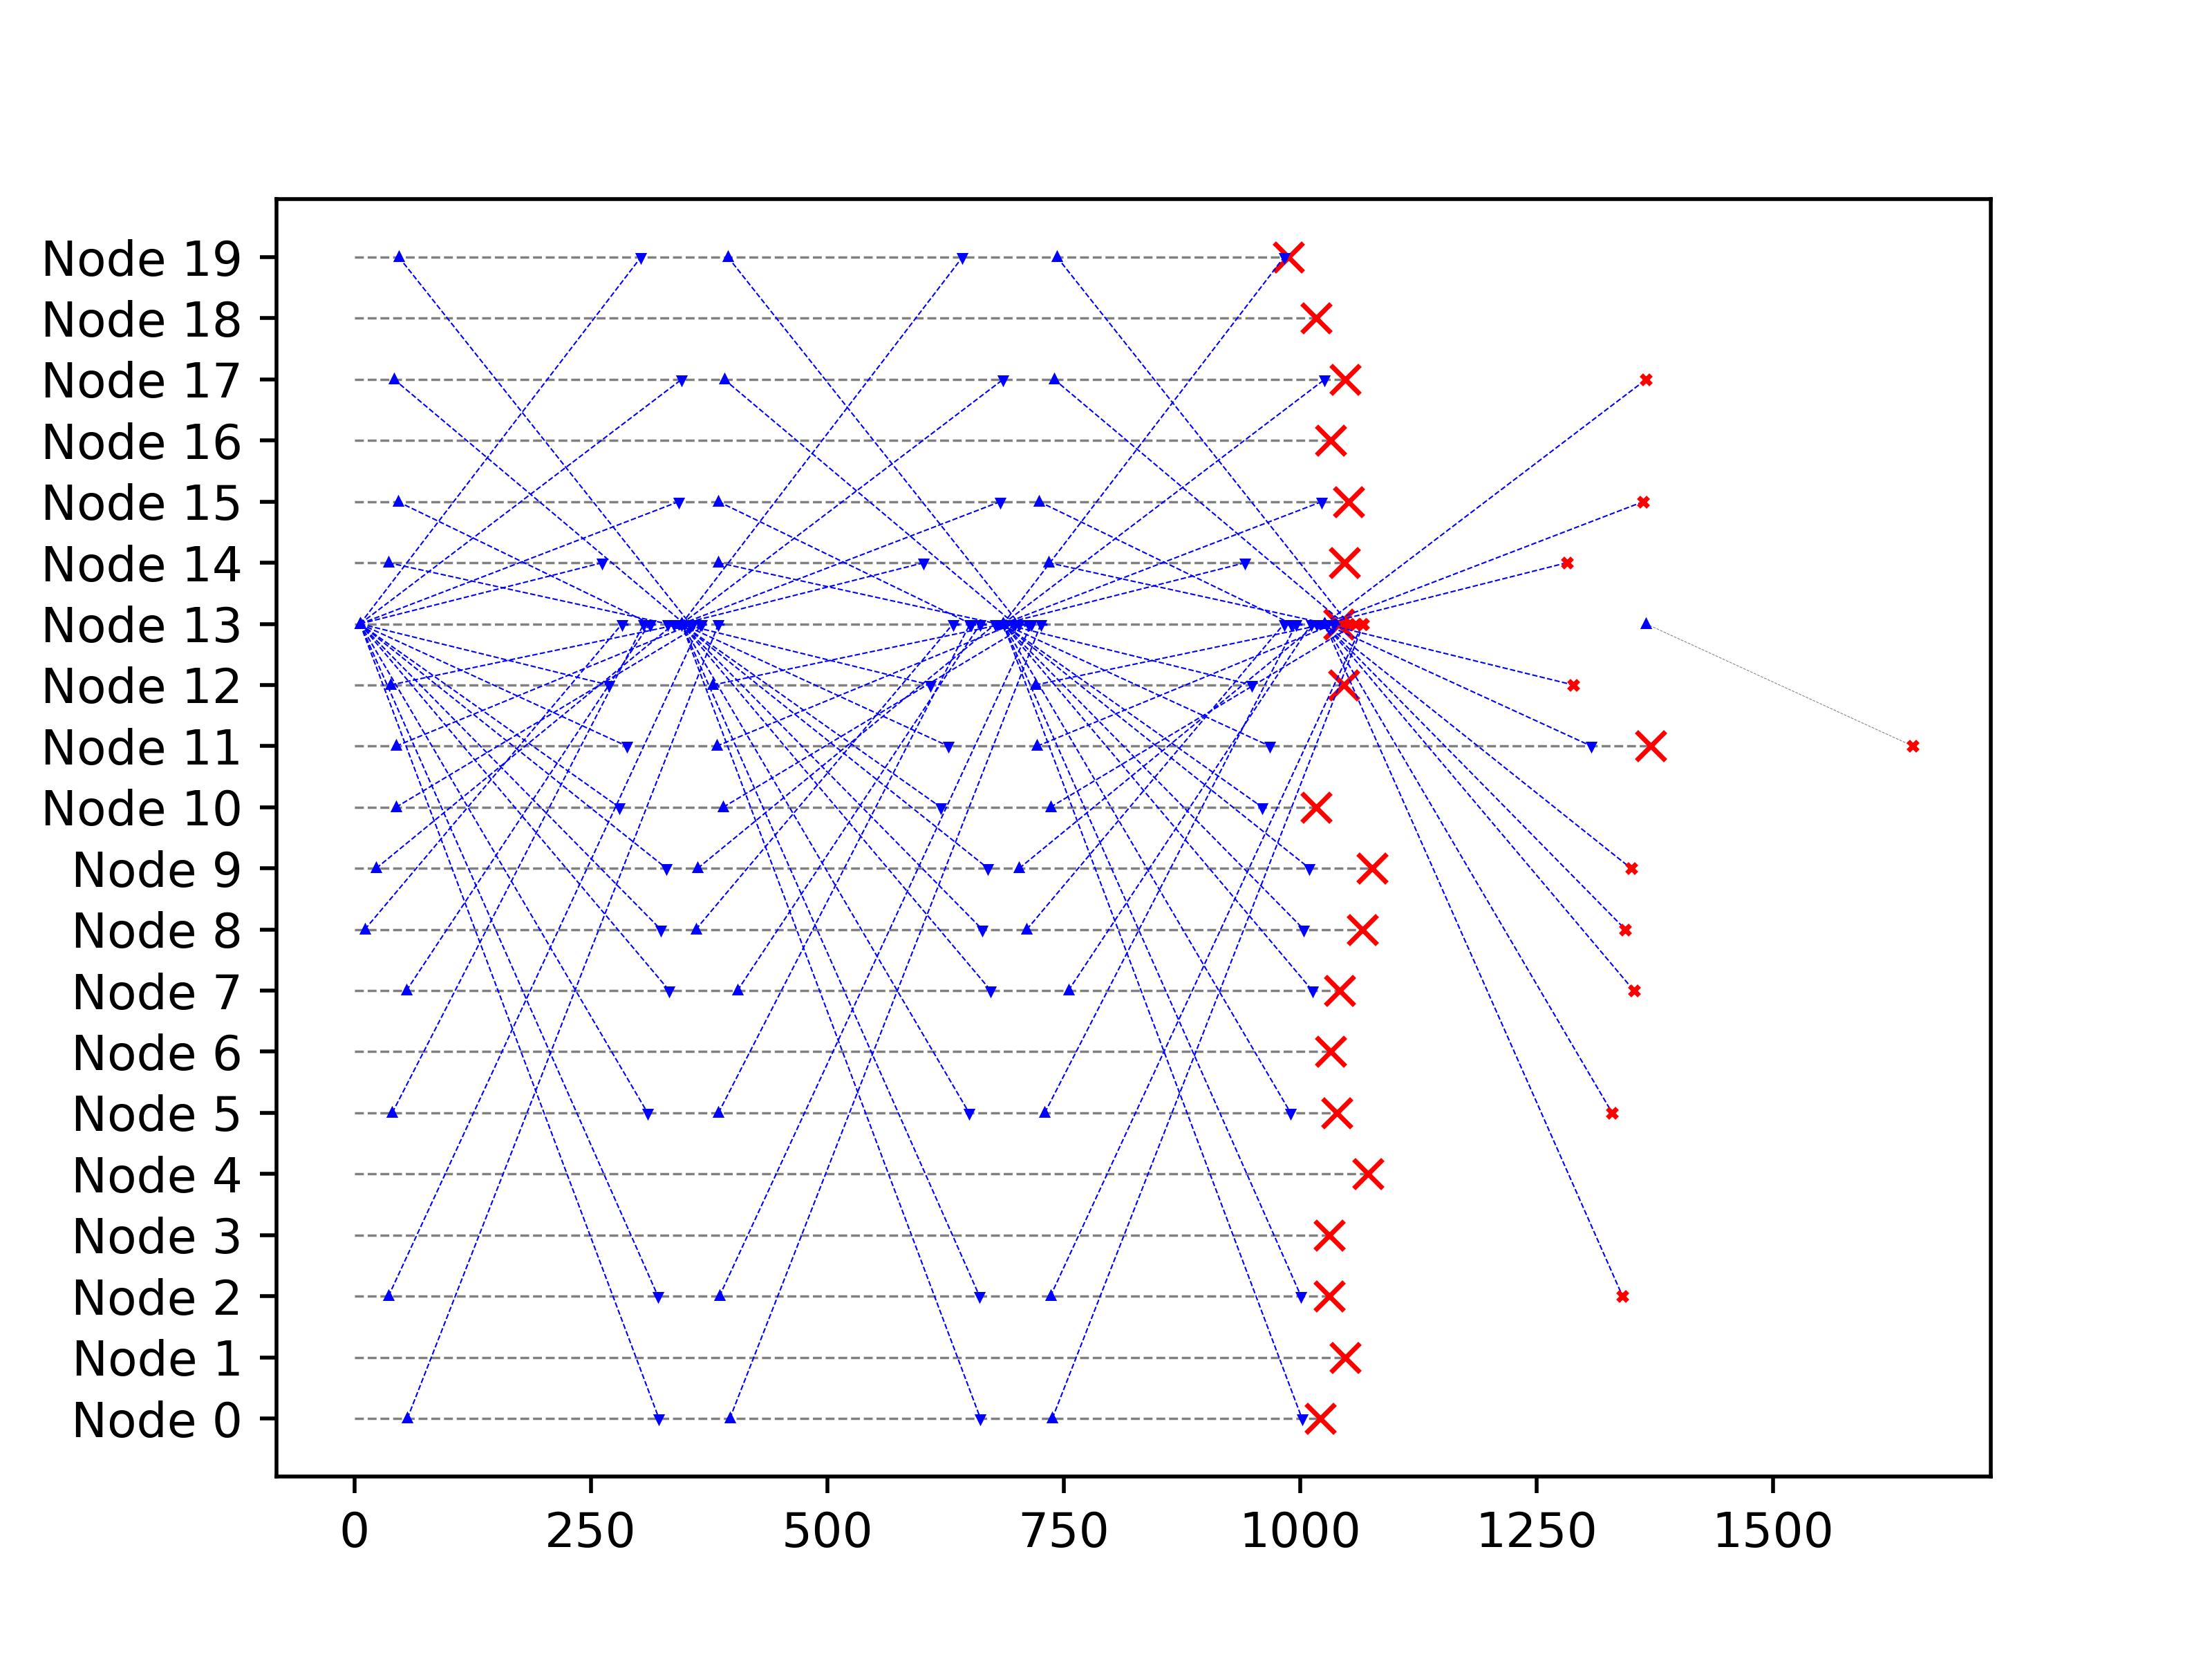 Node 19
Node 18
Node 17
Node 16
Node 15
Node 14
Node 13
Node 12
Node 11
Node 10
Node 9
Node 8
Node 7
Node 6
Node 5
Node 4
Node 3
Node 2
Node 1
Node 0
0 250 500 750 1000 1250 1500